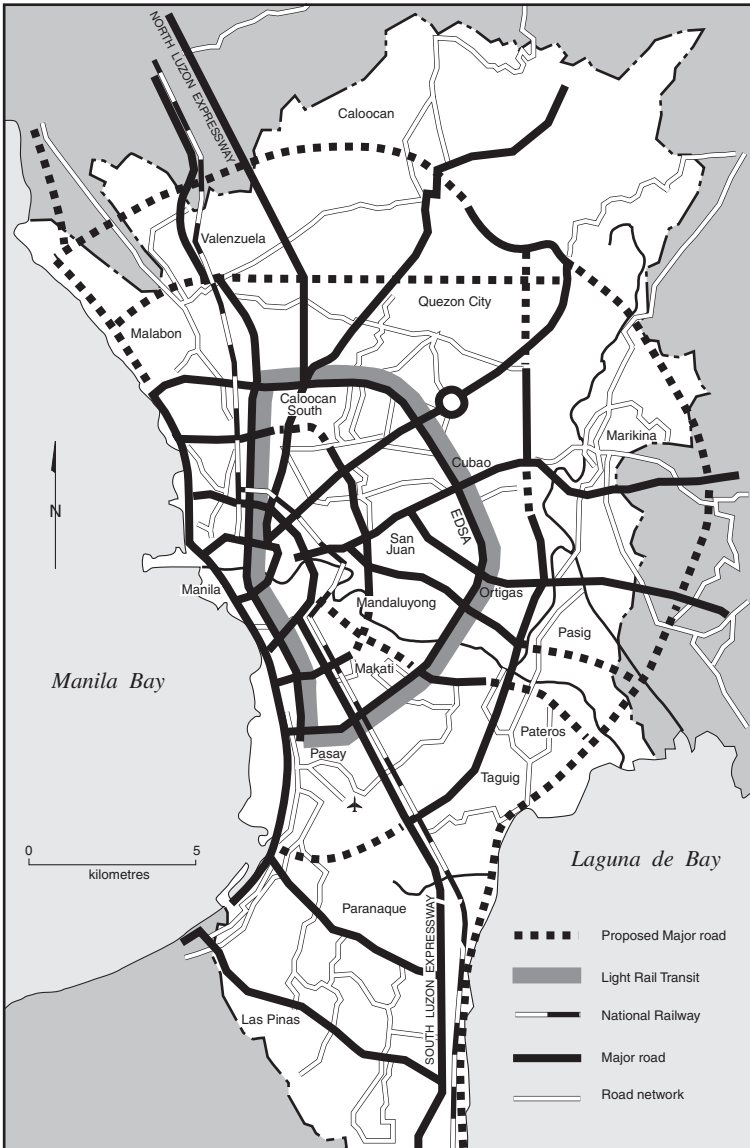 NORTH LUZON EXPRESSWAY
Caloocan
Valenzuela
Quezon City
Malabon
Caloocan
South
Marikina
Cubao
N
EDSA
San
Juan
Manila
Mandaluyong
Ortigas
Pasig
Makati
Manila Bay
Pateros
Pasay
Taguig
0 5
kilometres
Laguna de Bay
Paranaque
SOUTH LUZON EXPRESSWAY
Las Pinas
Proposed Major road
Light Rail Transit
National Railway
Major road
Road network